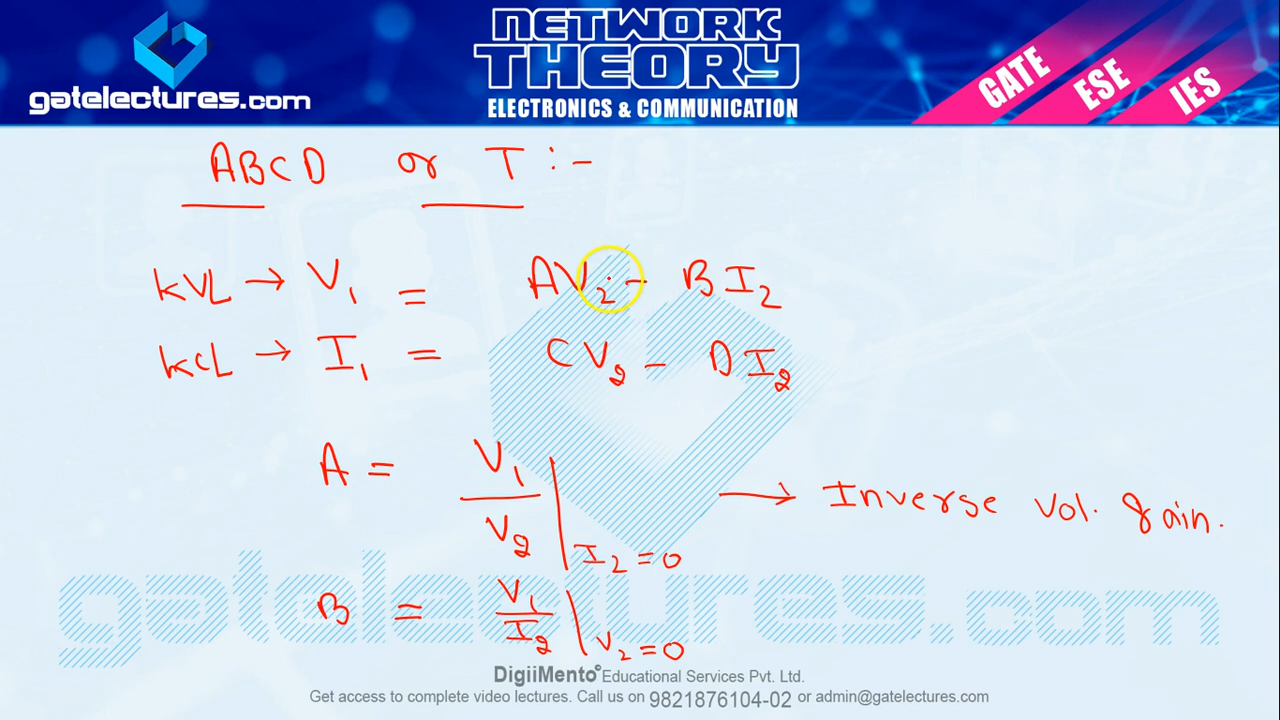 gatelectures.com
NETWORK
THEORY
ELECTRONICS & COMMUNICATION
GATE
ESE
IES
ABCD or T :-
KVL → V1 = AV2 - BI2
KCL → I1 = CV2 - DI2
A = V1 / V2 | I2 = 0 → Inverse Vol. gain.
B = V1 / I2 | V2 = 0
gatelectures.com
DigiiMento© Educational Services Pvt. Ltd.
Get access to complete video lectures. Call us on 9821876104-02 or admin@gatelectures.com